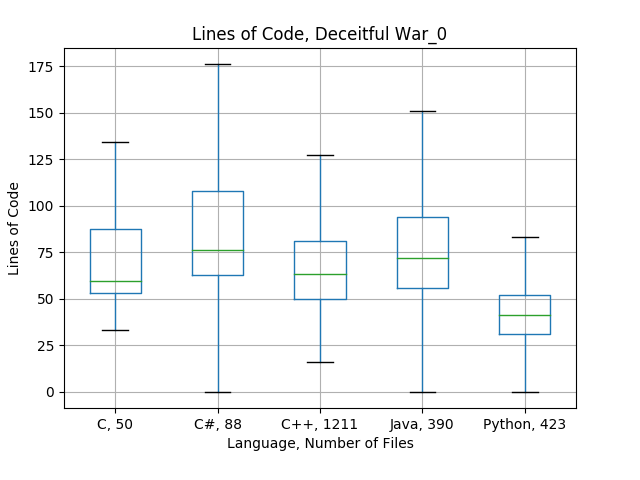 Lines of Code, Deceitful War_0
175
150
125
100
75
50
25
0
Lines of Code
C, 50
C#, 88
C++, 1211
Java, 390
Python, 423
Language, Number of Files